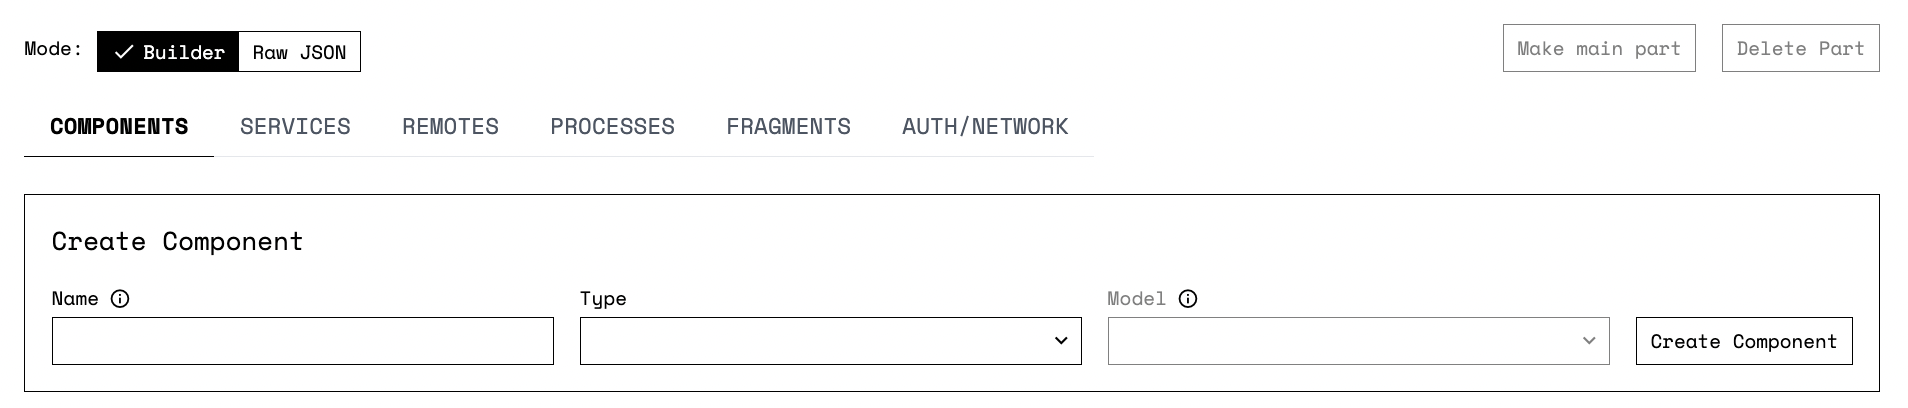 Mode: Builder Raw JSON Make main part Delete Part
COMPONENTS SERVICES REMOTES PROCESSES FRAGMENTS AUTH/NETWORK
Create Component
Name Type Model
Create Component